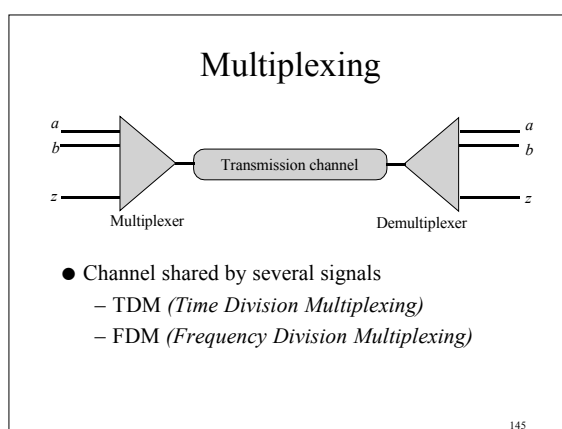 Multiplexing
a
b
z
Transmission channel
a
b
z
Multiplexer
Demultiplexer
● Channel shared by several signals
– TDM (Time Division Multiplexing)
– FDM (Frequency Division Multiplexing)
145